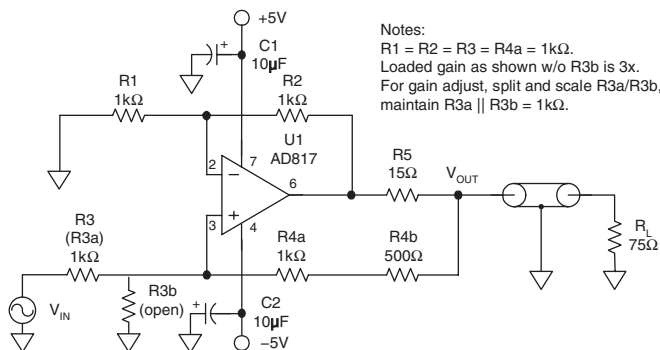 +5V
C1
10µF
+
Notes:
R1 = R2 = R3 = R4a = 1kΩ.
Loaded gain as shown w/o R3b is 3x.
For gain adjust, split and scale R3a/R3b,
maintain R3a || R3b = 1kΩ.
R1
1kΩ
R2
1kΩ
U1
AD817
2
7
−
6
+
3
4
R5
15Ω
VOUT
R3
(R3a)
1kΩ
R4a
1kΩ
R4b
500Ω
RL
75Ω
VIN
R3b
(open)
+
C2
10µF
−5V